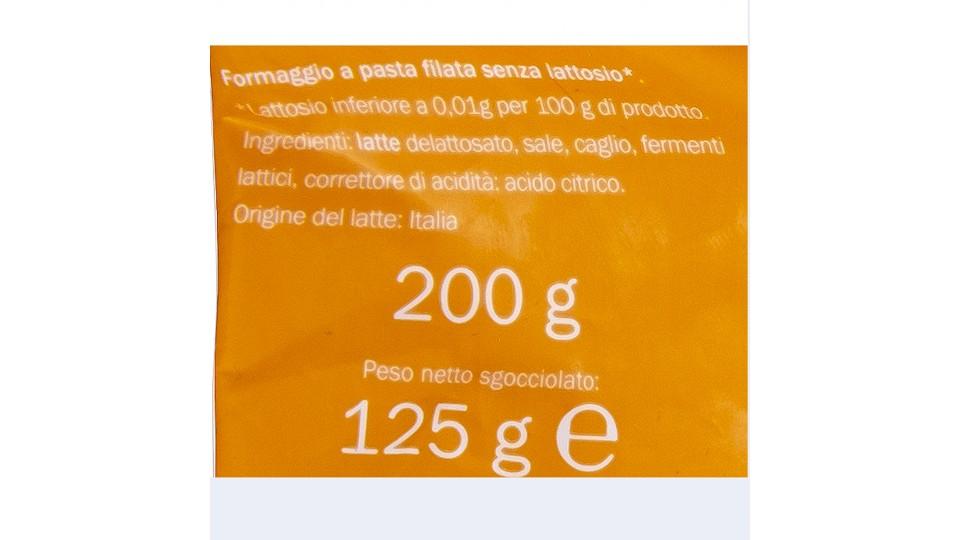 Formaggio a pasta filata senza lattosio*.
*Lattosio inferiore a 0,01g per 100 g di prodotto.
Ingredienti: latte delattosato, sale, caglio, fermenti
lattici, correttore di acidità: acido citrico.
Origine del latte: Italia
200 g
Peso netto sgocciolato:
125 g e